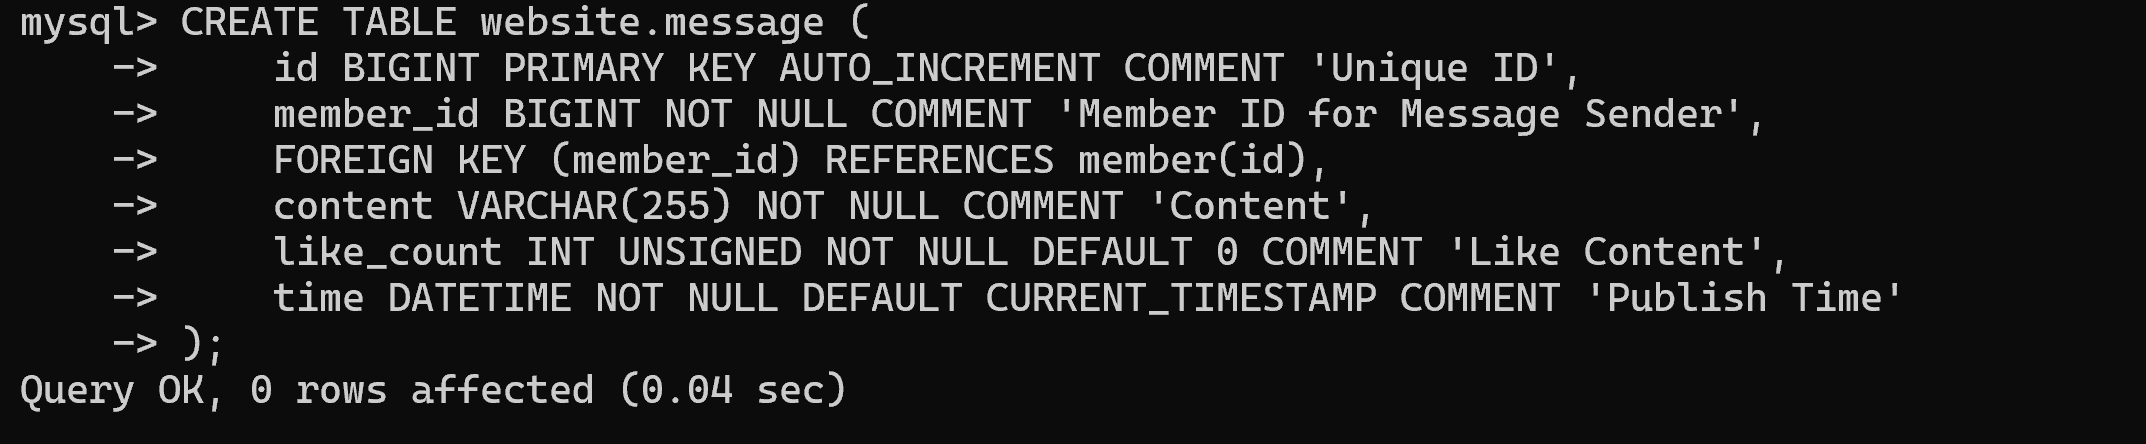 mysql> CREATE TABLE website.message (
    ->     id BIGINT PRIMARY KEY AUTO_INCREMENT COMMENT 'Unique ID',
    ->     member_id BIGINT NOT NULL COMMENT 'Member ID for Message Sender',
    ->     FOREIGN KEY (member_id) REFERENCES member(id),
    ->     content VARCHAR(255) NOT NULL COMMENT 'Content',
    ->     like_count INT UNSIGNED NOT NULL DEFAULT 0 COMMENT 'Like Content',
    ->     time DATETIME NOT NULL DEFAULT CURRENT_TIMESTAMP COMMENT 'Publish Time'
    -> );
Query OK, 0 rows affected (0.04 sec)